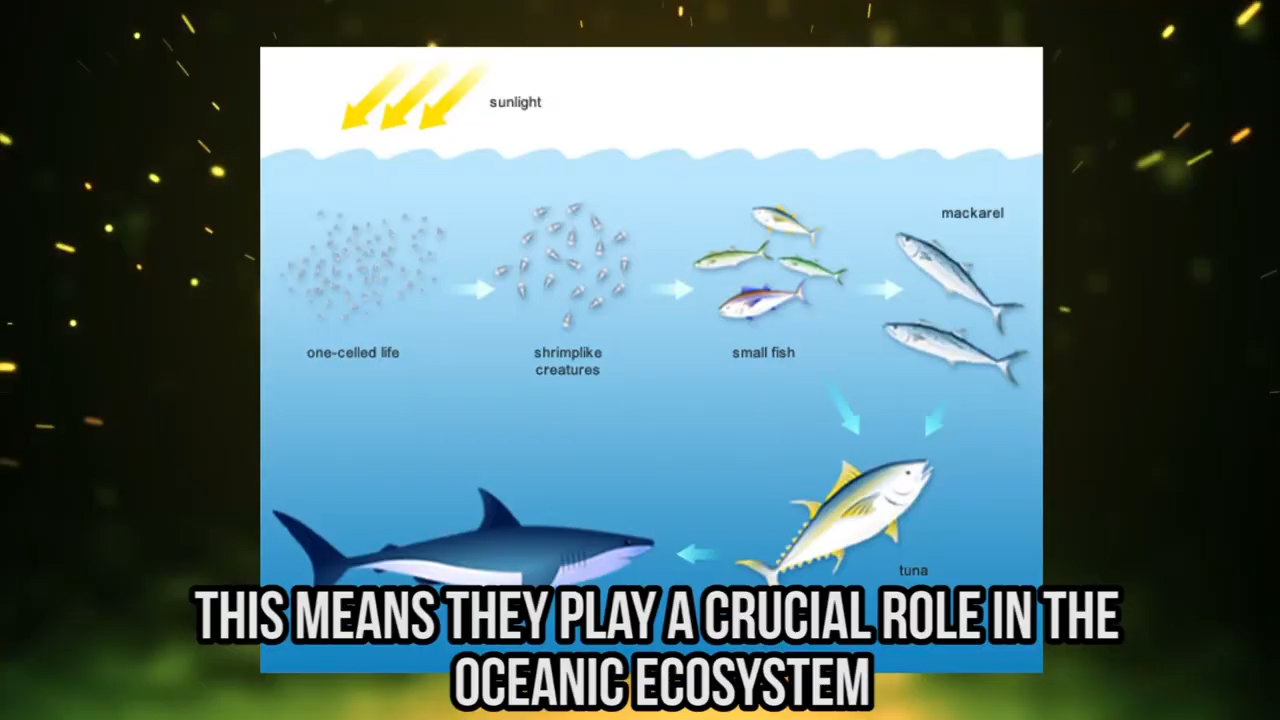 sunlight
mackarel
one-celled life
shrimplike
creatures
small fish
tuna
THIS MEANS THEY PLAY A CRUCIAL ROLE IN THE
OCEANIC ECOSYSTEM